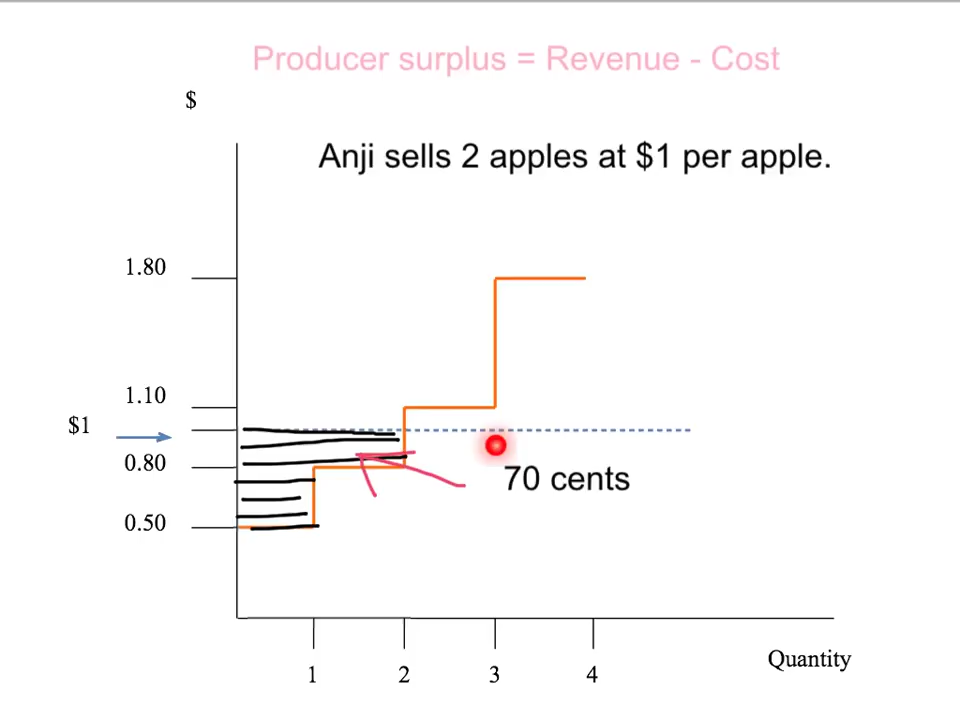 Producer surplus = Revenue - Cost
$
Anji sells 2 apples at $1 per apple.
1.80
1.10
$1
0.80
70 cents
0.50
Quantity
1 2 3 4